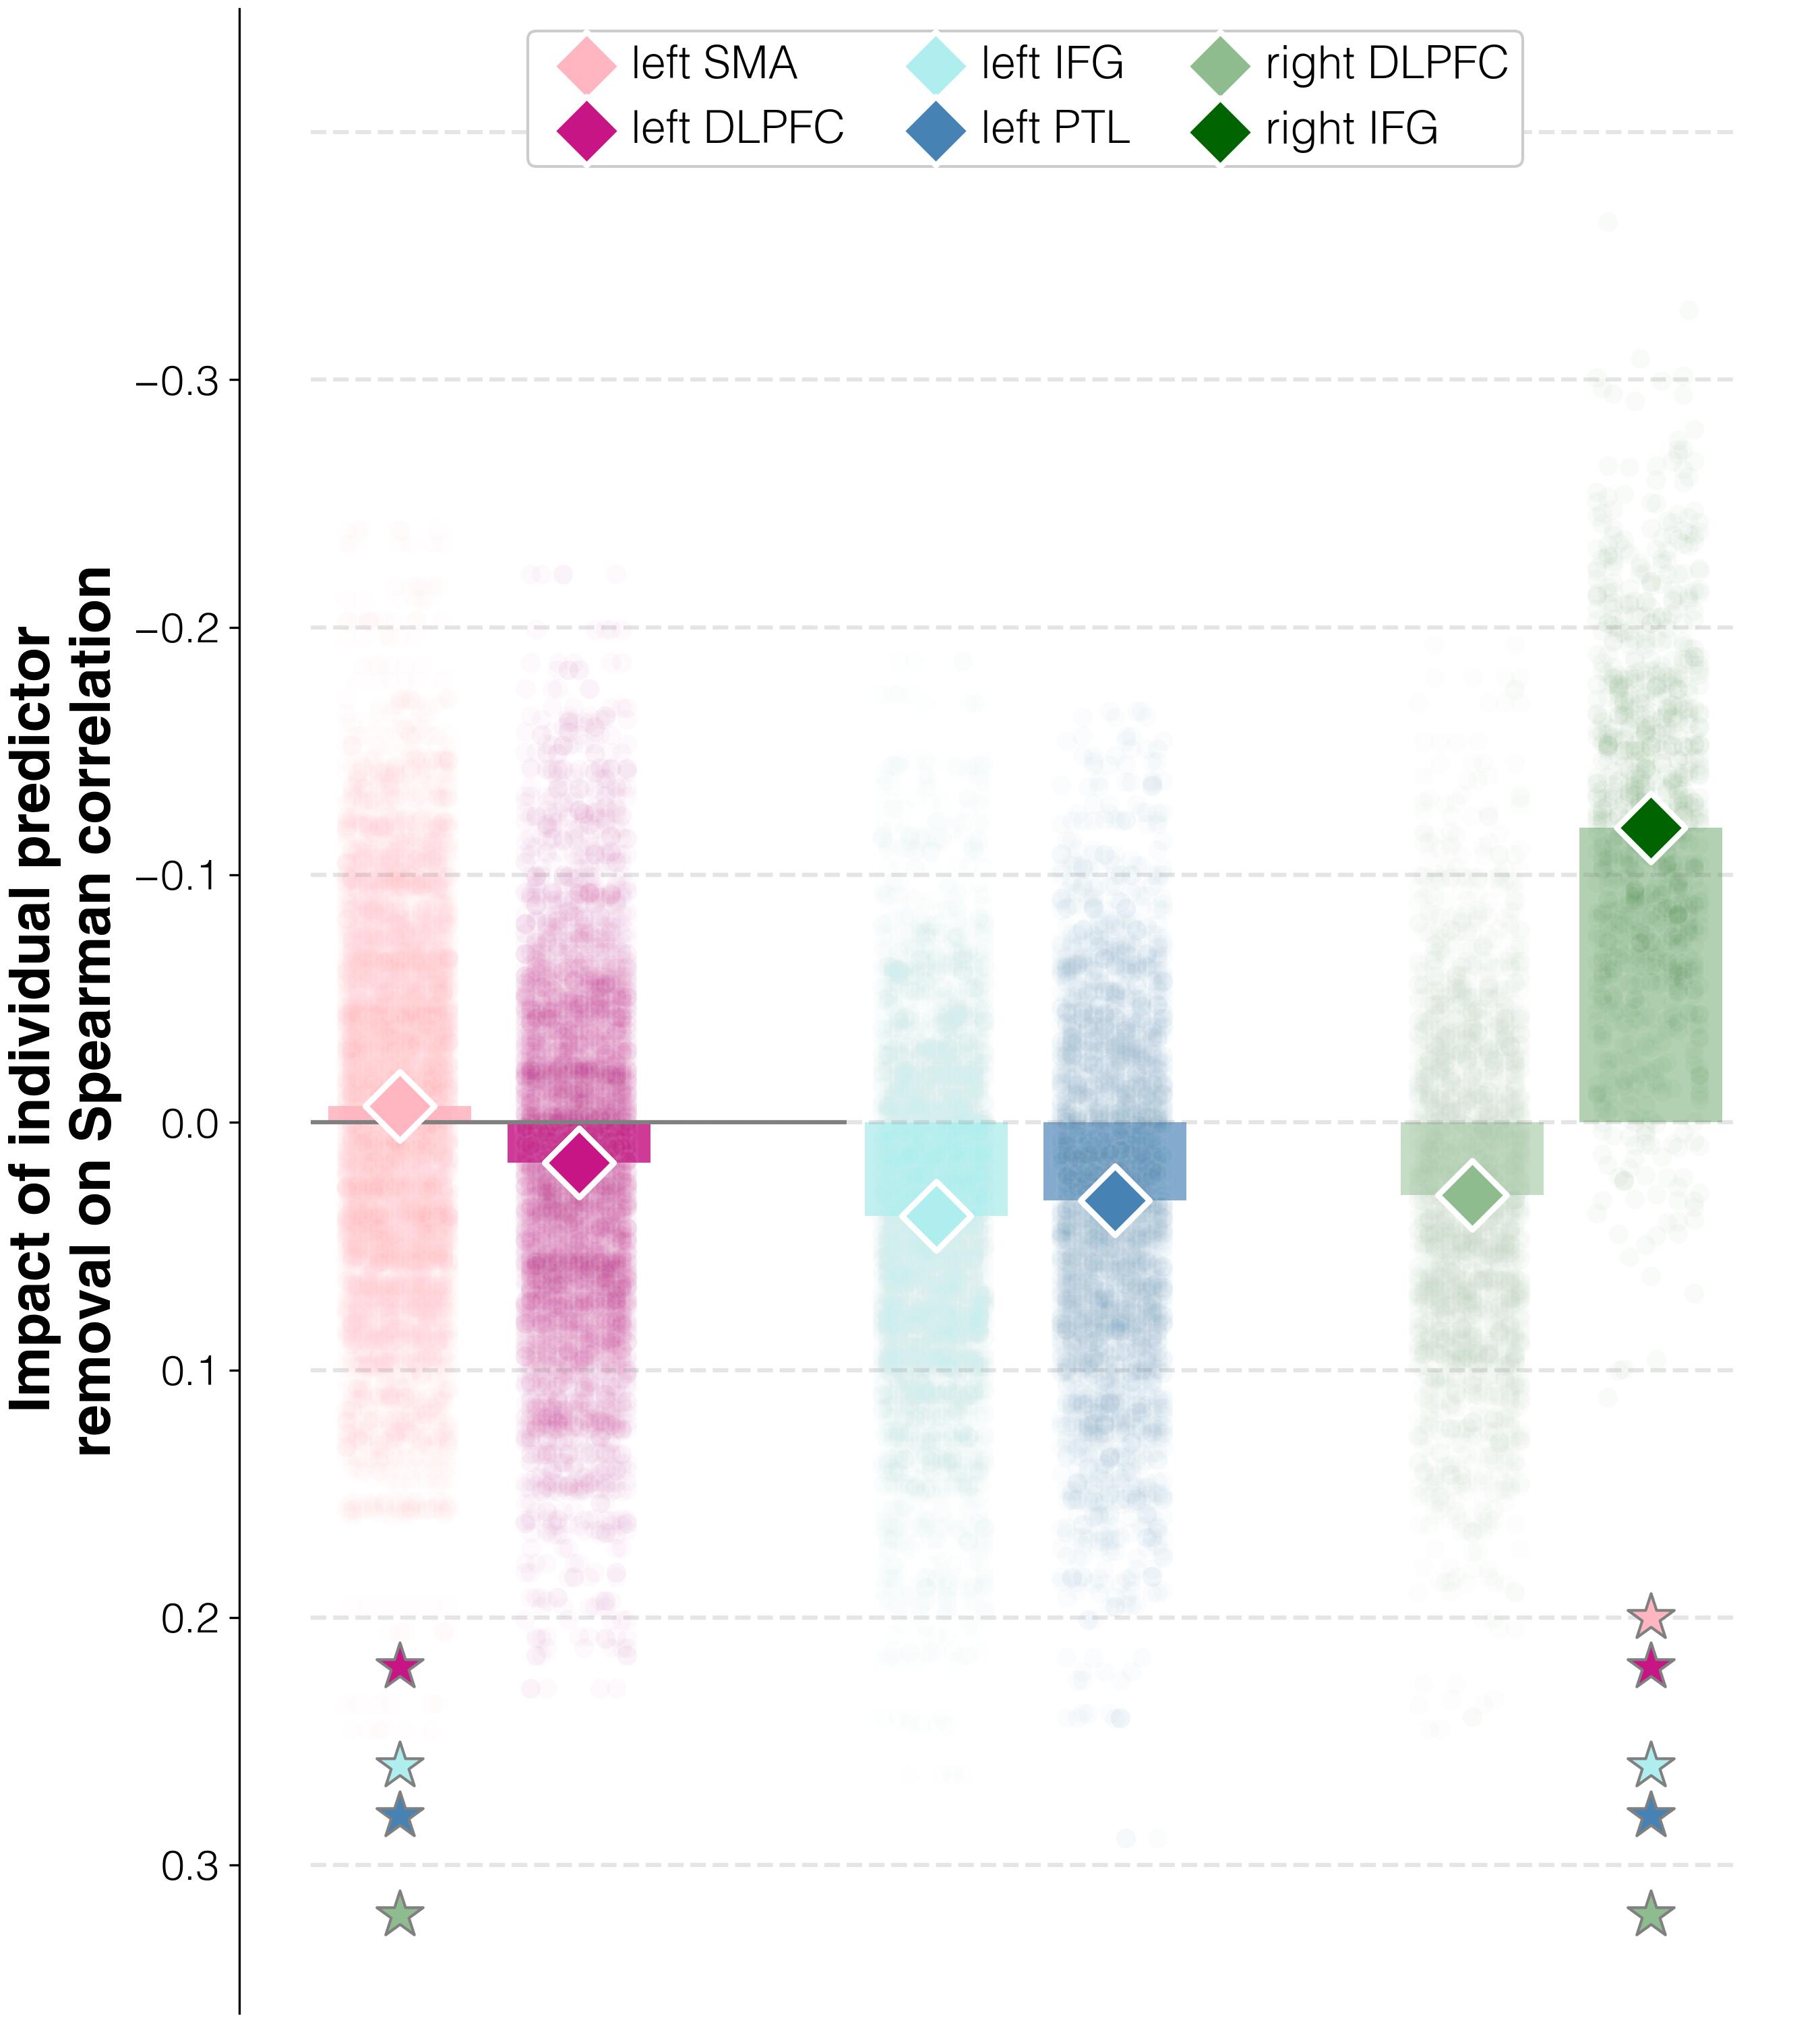 left SMA
left IFG
right DLPFC
left DLPFC
left PTL
right IFG
Impact of individual predictor
removal on Spearman correlation
−0.3
−0.2
−0.1
0.0
0.1
0.2
0.3